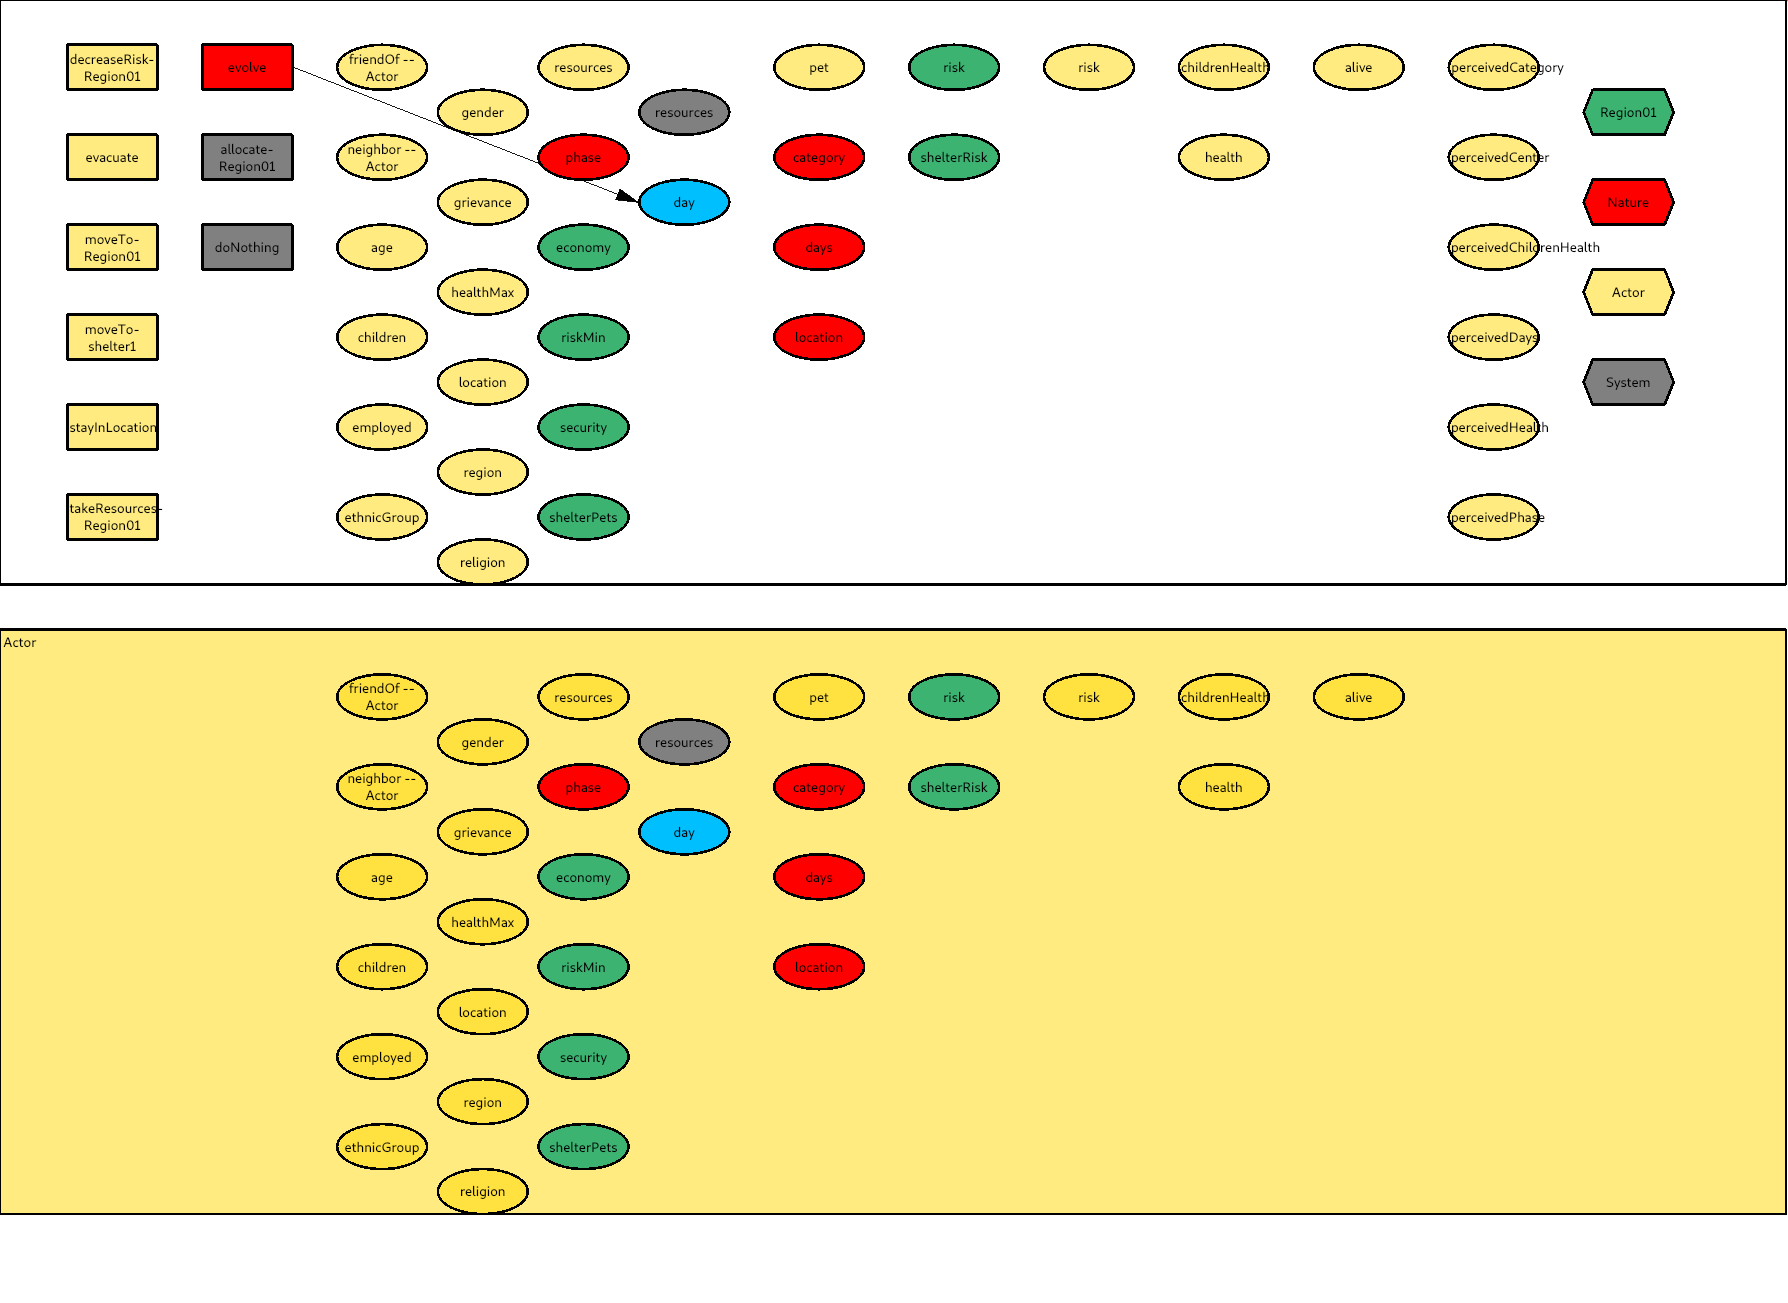 decreaseRisk-
Region01
evolve
friendOf --
Actor
resources
pet
risk
risk
childrenHealth
alive
perceivedCategory
gender
resources
Region01
evacuate
allocate-
Region01
neighbor --
Actor
phase
category
shelterRisk
health
perceivedCenter
grievance
day
Nature
moveTo-
Region01
doNothing
age
economy
days
perceivedChildrenHealth
healthMax
Actor
moveTo-
shelter1
children
riskMin
location
perceivedDays
location
System
stayInLocation
employed
security
perceivedHealth
region
takeResources-
Region01
ethnicGroup
shelterPets
perceivedPhase
religion
Actor
friendOf --
Actor
resources
pet
risk
risk
childrenHealth
alive
gender
resources
neighbor --
Actor
phase
category
shelterRisk
health
grievance
day
age
economy
days
healthMax
children
riskMin
location
location
employed
security
region
ethnicGroup
shelterPets
religion